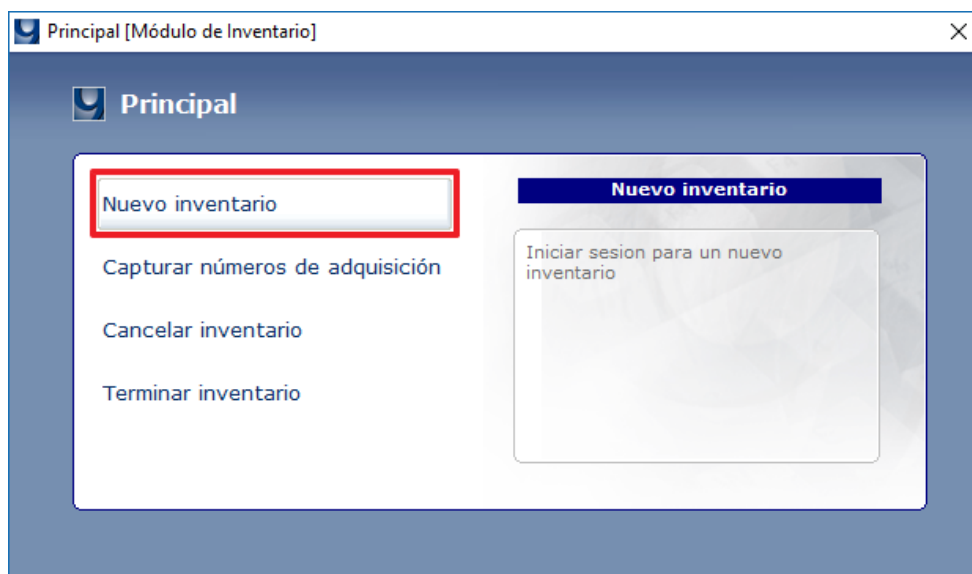 Principal [Módulo de Inventario]
Principal
Nuevo inventario
Capturar números de adquisición
Cancelar inventario
Terminar inventario
Nuevo inventario
Iniciar sesion para un nuevo
inventario